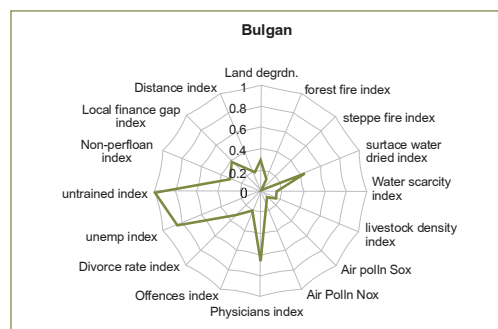 Bulgan
Land degrdn.
forest fire index
steppe fire index
surtace water
dried index
Water scarcity
index
livestock density
index
Air polln Sox
Air Polln Nox
Physicians index
Offences index
Divorce rate index
unemp index
untrained index
Non-perfloan
index
Local finance gap
index
Distance index
1
0.8
0.6
0.4
0.2
0